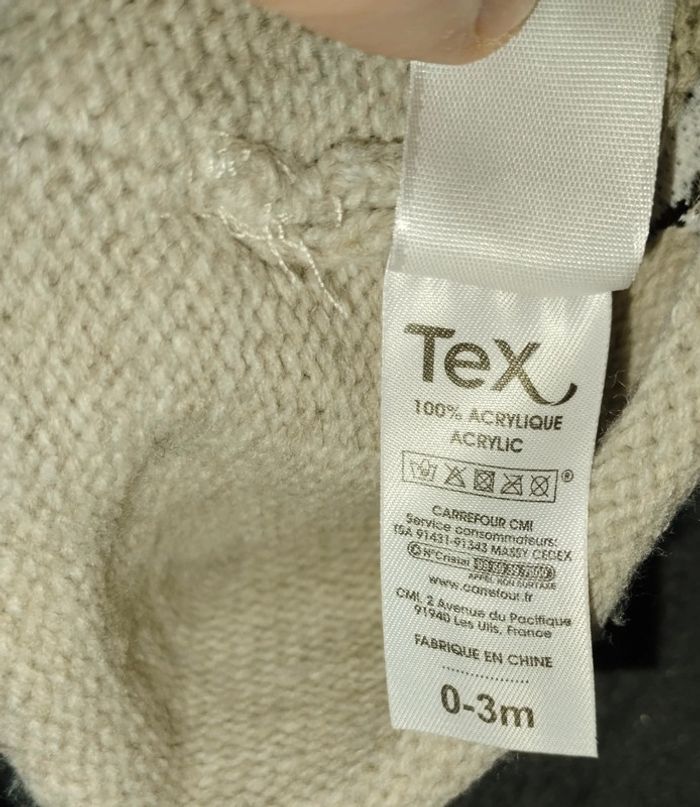 TeX
100% ACRYLIQUE
ACRYLIC
®
CARREFOUR CMI
Service consommateurs:
TSA 91431-91343 MASSY CEDEX
N°Cristal
APPEL NON SURTAXE
www.carrefour.fr
CMI, 2 Avenue du Pacifique
91940 Les Ulis, France
FABRIQUE EN CHINE
0-3m